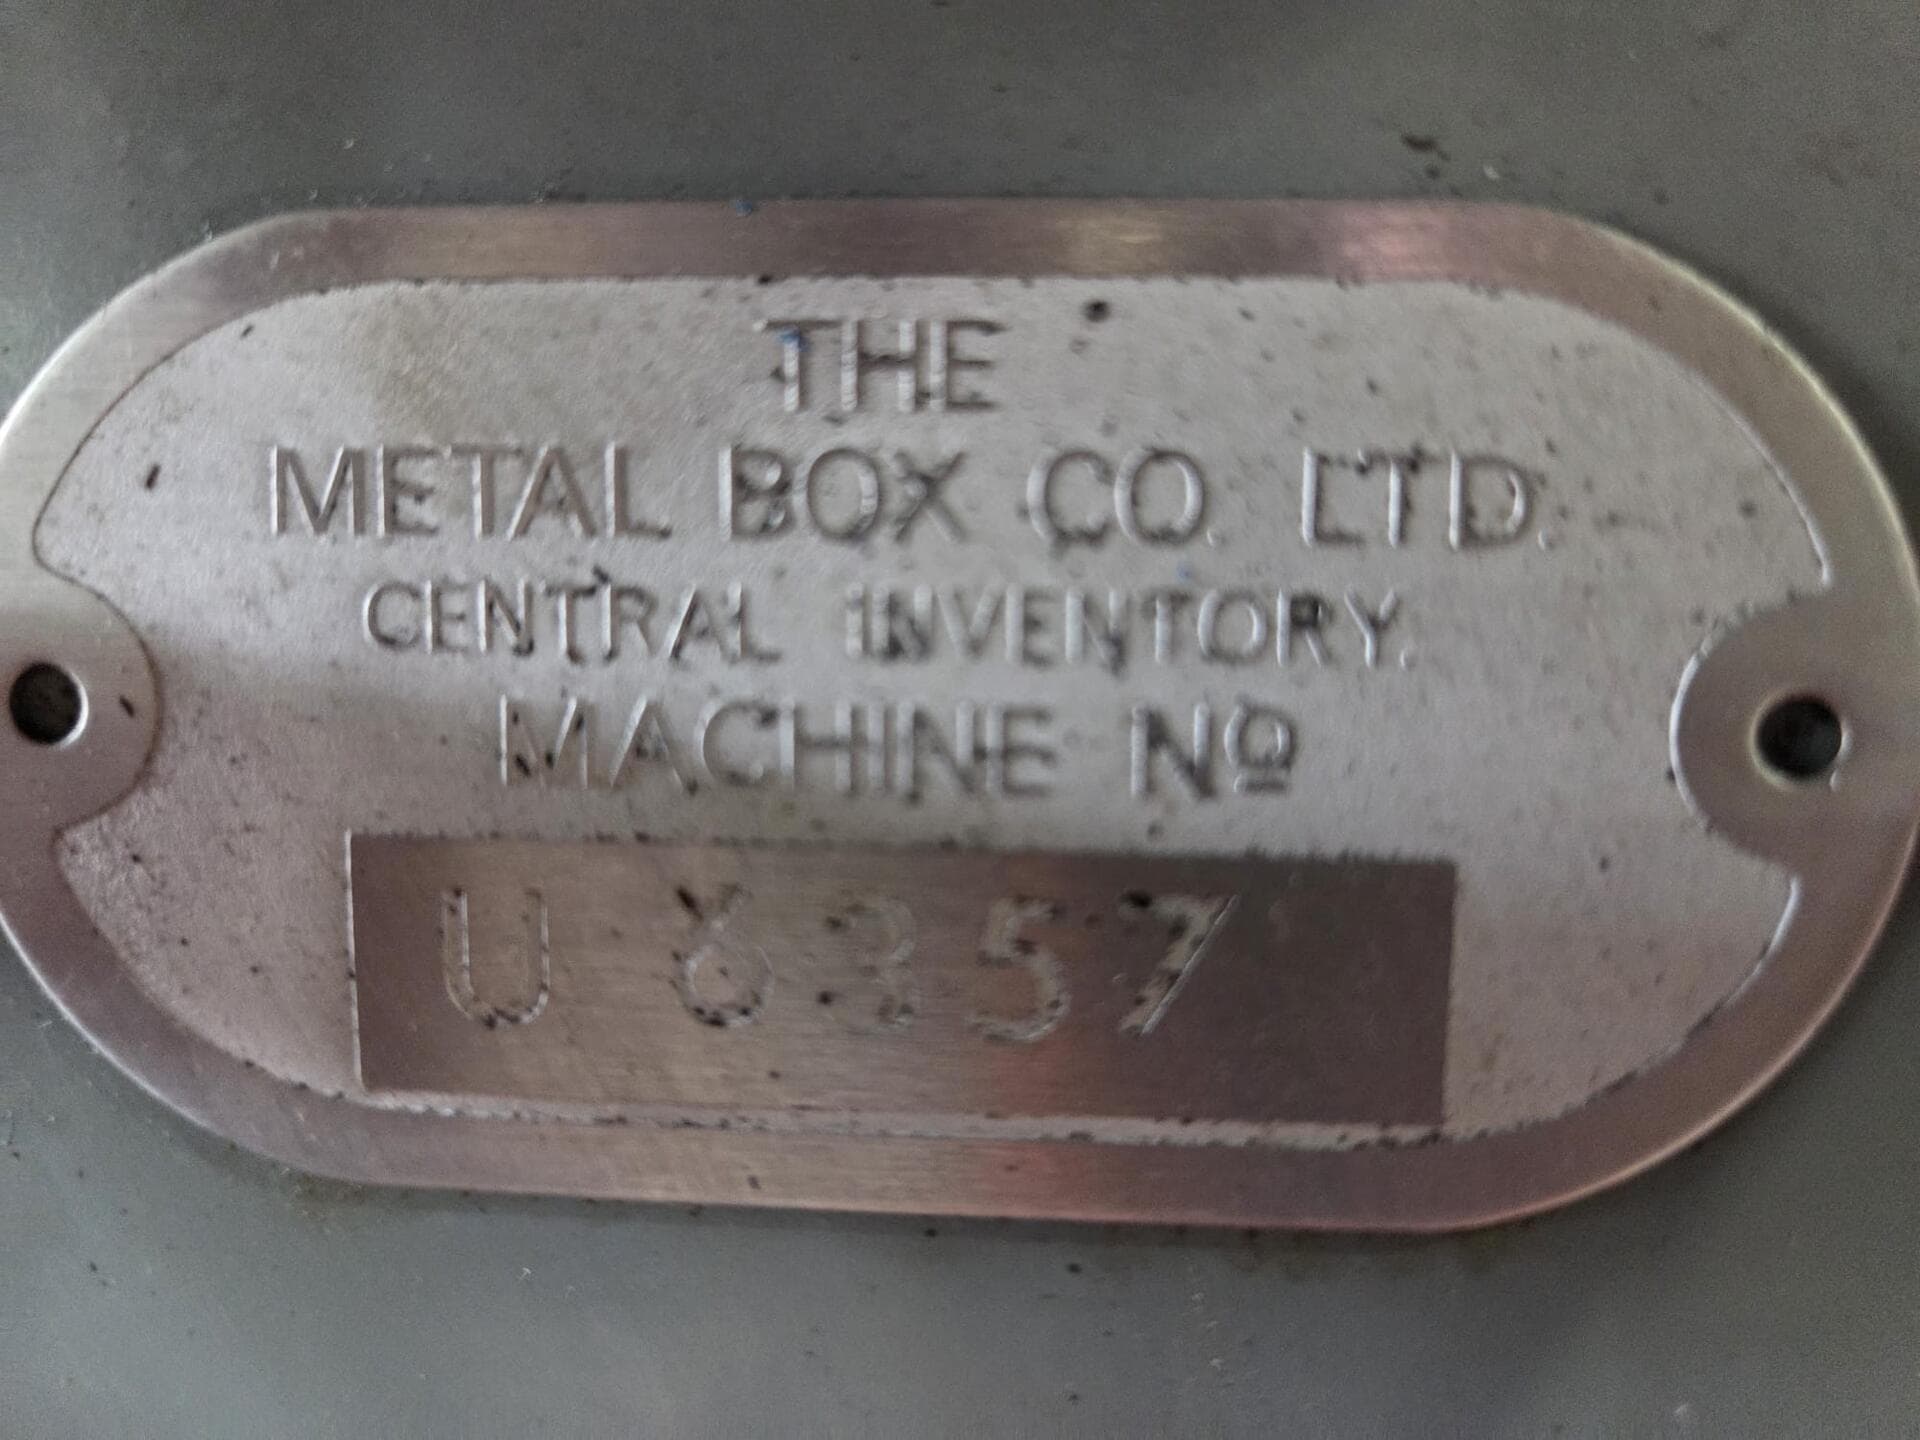 THE
METAL BOX CO. LTD.
CENTRAL INVENTORY.
MACHINE Nº
U 6357